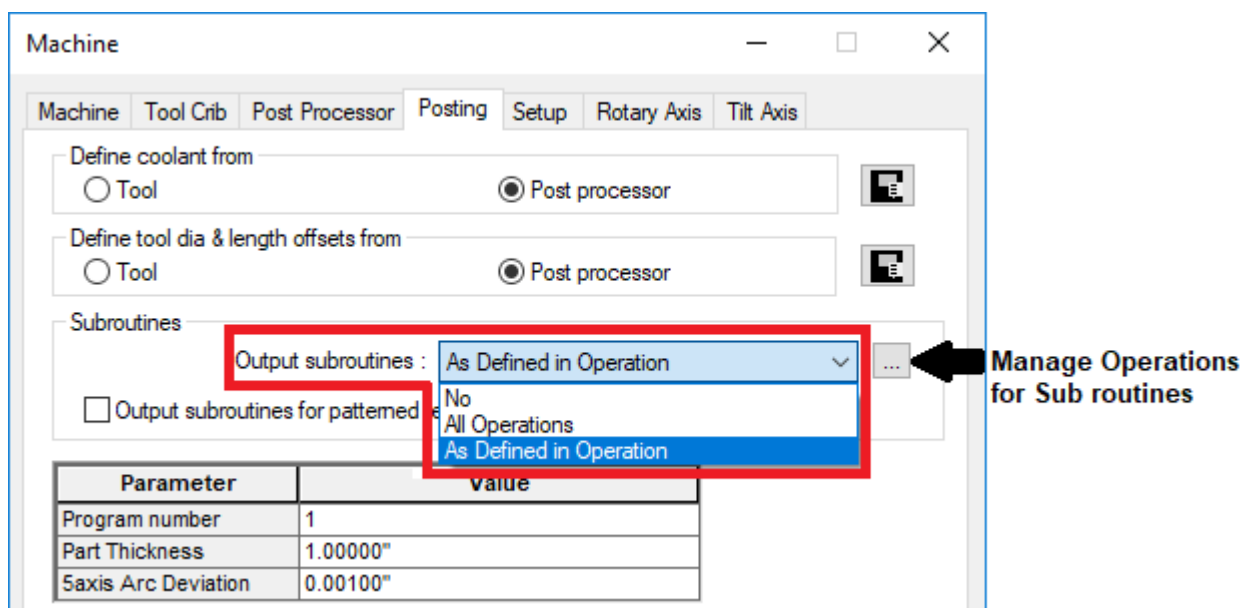 Machine
Machine Tool Crib Post Processor Posting Setup Rotary Axis Tilt Axis
Define coolant from
Tool Post processor
Define tool dia & length offsets from
Tool Post processor
Subroutines
Output subroutines : As Defined in Operation ...
Manage Operations
for Sub routines
No
Output subroutines for patterned
All Operations
As Defined in Operation
Parameter Value
Program number 1
Part Thickness 1.00000"
5axis Arc Deviation 0.00100"